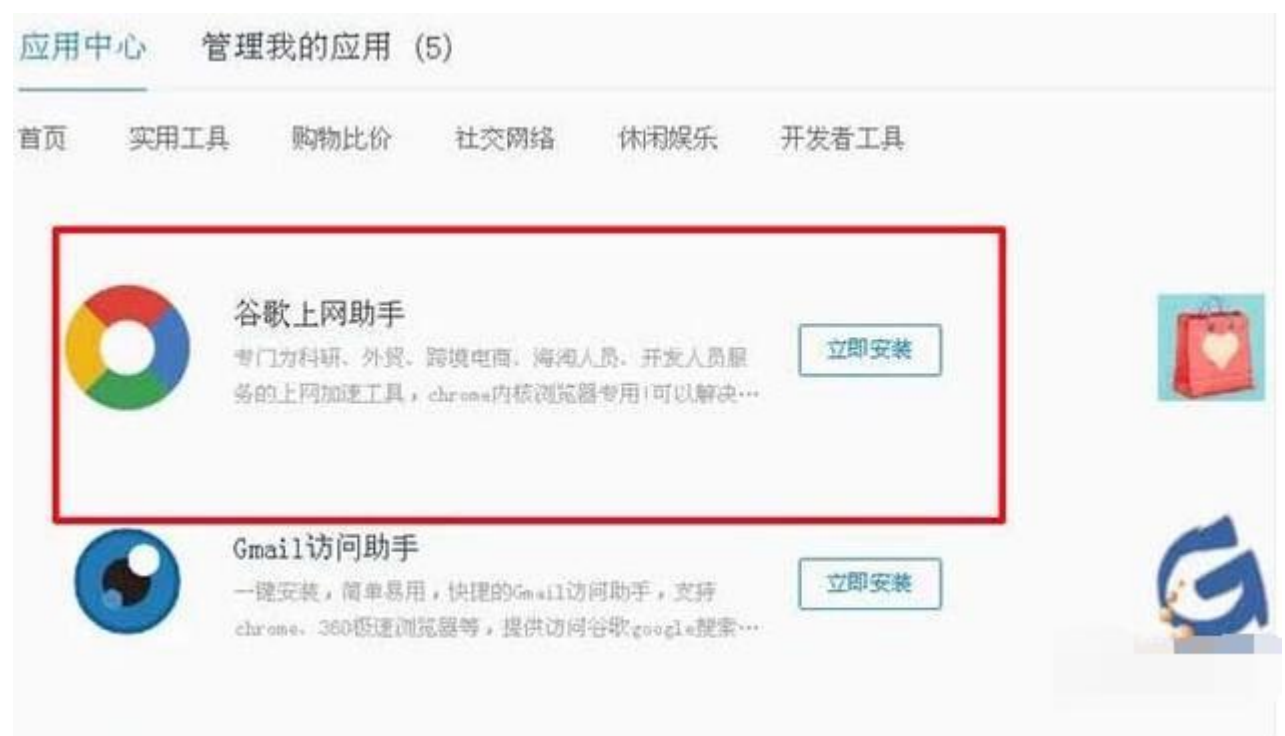 应用中心 管理我的应用 (5)
首页 实用工具 购物比价 社交网络 休闲娱乐 开发者工具
谷歌上网助手
专门为科研、外贸、跨境电商、海淘人员、开发人员服
务的上网加速工具，chrome内核浏览器专用!可以解决…
立即安装
Gmail访问助手
一键安装，简单易用，快捷的Gmail访问助手，支持
chrome、360极速浏览器等，提供访问谷歌google搜索…
立即安装